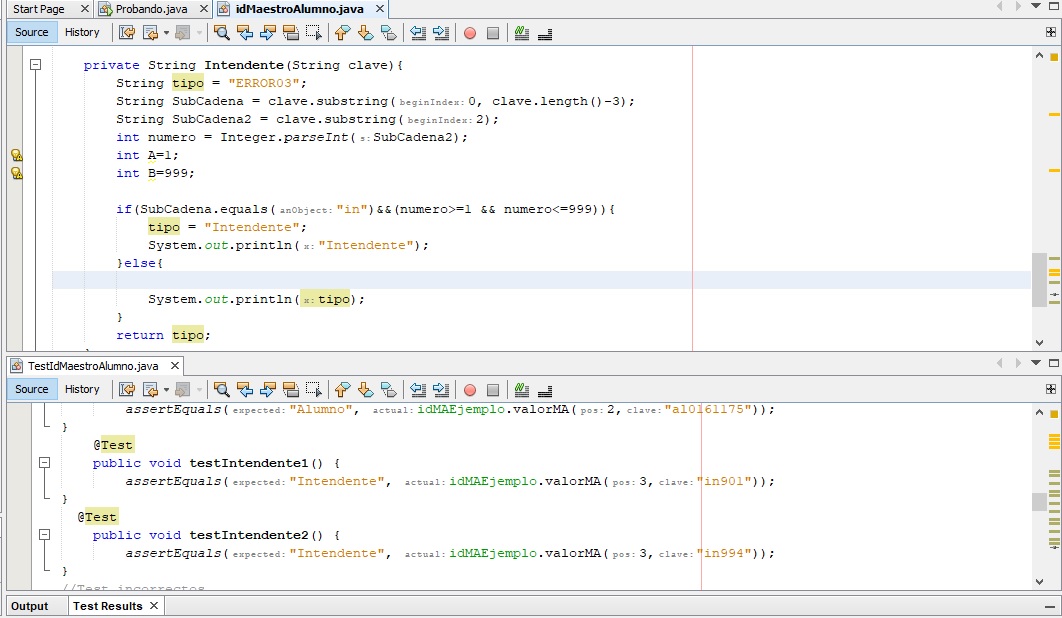 Start Page Probando.java idMaestroAlumno.java
Source History
private String Intendente(String clave){
String tipo = "ERROR03";
String SubCadena = clave.substring(beginIndex: 0, clave.length()-3);
String SubCadena2 = clave.substring(beginIndex: 2);
int numero = Integer.parseInt(s: SubCadena2);
int A=1;
int B=999;
if(SubCadena.equals(anObject: "in")&&(numero>=1 && numero<=999)){
tipo = "Intendente";
System.out.println(x: "Intendente");
}else{
System.out.println(x: tipo);
}
return tipo;
TestIdMaestroAlumno.java
Source History
assertEquals(expected: "Alumno", actual: idMAEjemplo.valorMA(pos: 2, clave: "al0161175"));
}
@Test
public void testIntendente1() {
assertEquals(expected: "Intendente", actual: idMAEjemplo.valorMA(pos: 3, clave: "in901"));
}
@Test
public void testIntendente2() {
assertEquals(expected: "Intendente", actual: idMAEjemplo.valorMA(pos: 3, clave: "in994"));
}
//Test incorrectos
Output Test Results